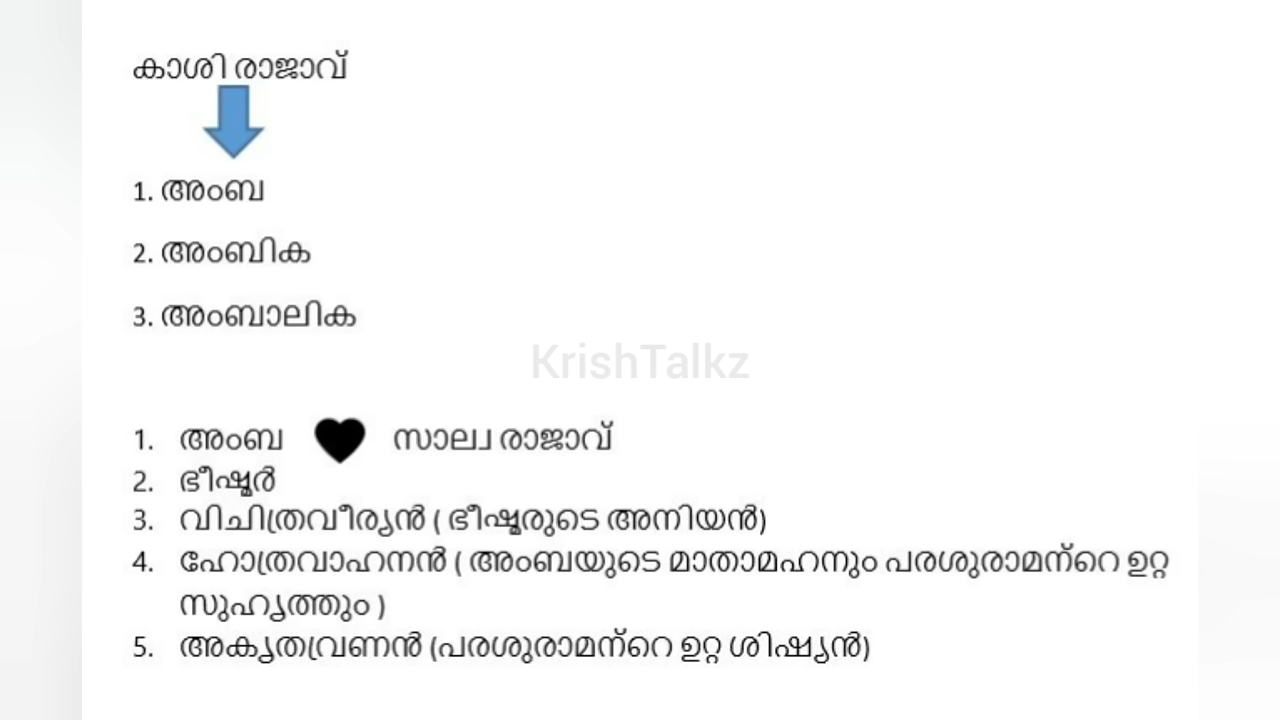 കാശി രാജാവ്
1. അംബ
2. അംബിക
3. അംബാലിക
KrishTalkz
1. അംബ സാല്വ രാജാവ്
2. ഭീഷ്മർ
3. വിചിത്രവീര്യൻ ( ഭീഷ്മരുടെ അനിയൻ)
4. ഹോത്രവാഹനൻ ( അംബയുടെ മാതാമഹനും പരശുരാമന്റെ ഉറ്റ
സുഹൃത്തും )
5. അകൃതവ്രണൻ (പരശുരാമന്റെ ഉറ്റ ശിഷ്യൻ)